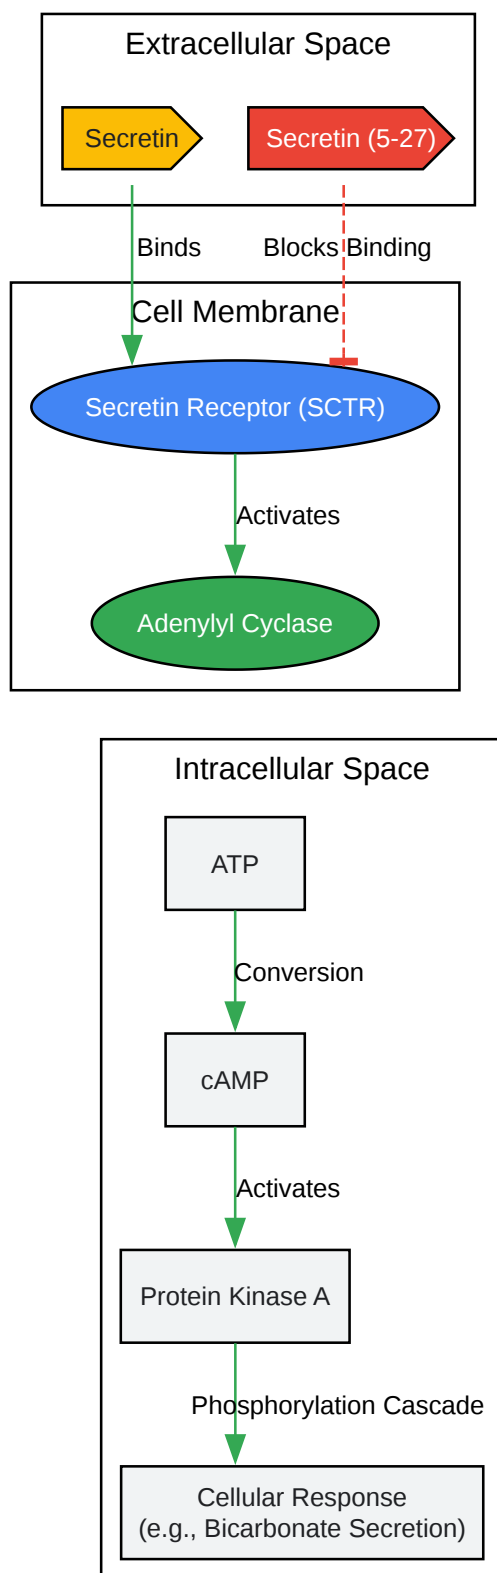 Extracellular Space
Secretin
Secretin (5-27)
Binds
Blocks Binding
Cell Membrane
Secretin Receptor (SCTR)
Activates
Adenylyl Cyclase
Intracellular Space
ATP
Conversion
cAMP
Activates
Protein Kinase A
Phosphorylation Cascade
Cellular Response
(e.g., Bicarbonate Secretion)